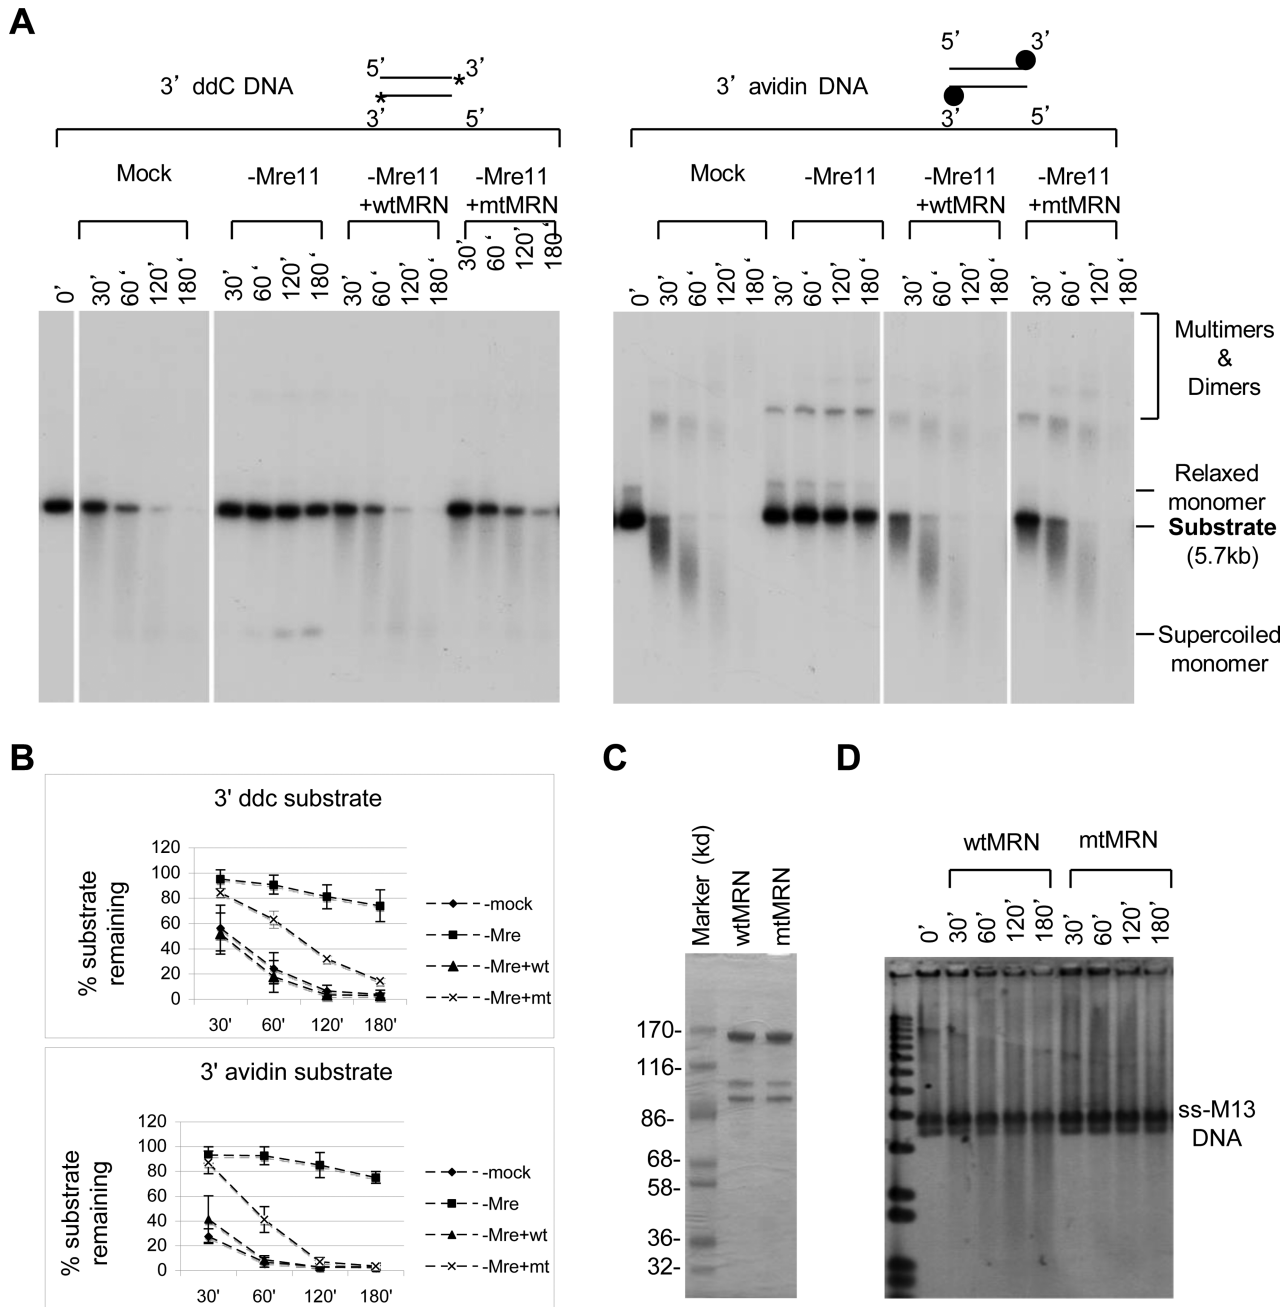 A
5’ 3’
3’ ddC DNA
3’ 5’
5’ 3’
3’ avidin DNA
3’ 5’
Mock
-Mre11
-Mre11
+wtMRN
-Mre11
+mtMRN
0’ 30’ 60‘ 120’ 180‘ 30’ 60‘ 120’ 180‘ 30’ 60‘ 120’ 180‘ 30’ 60‘ 120’ 180‘
Mock
-Mre11
-Mre11
+wtMRN
-Mre11
+mtMRN
0’ 30’ 60‘ 120’ 180‘ 30’ 60‘ 120’ 180‘ 30’ 60‘ 120’ 180‘ 30’ 60‘ 120’ 180‘
Multimers
&
Dimers
Relaxed
monomer
Substrate
(5.7kb)
Supercoiled
monomer
B
3' ddc substrate
% substrate
remaining
120
100
80
60
40
20
0
30' 60' 120' 180'
-mock
-Mre
-Mre+wt
-Mre+mt
3' avidin substrate
% substrate
remaining
120
100
80
60
40
20
0
30' 60' 120' 180'
-mock
-Mre
-Mre+wt
-Mre+mt
C
Marker (kd)
wtMRN
mtMRN
170-
116-
86-
68-
58-
36-
32-
D
wtMRN
mtMRN
0’ 30’ 60’ 120’ 180’ 30’ 60’ 120’ 180’
ss-M13
DNA